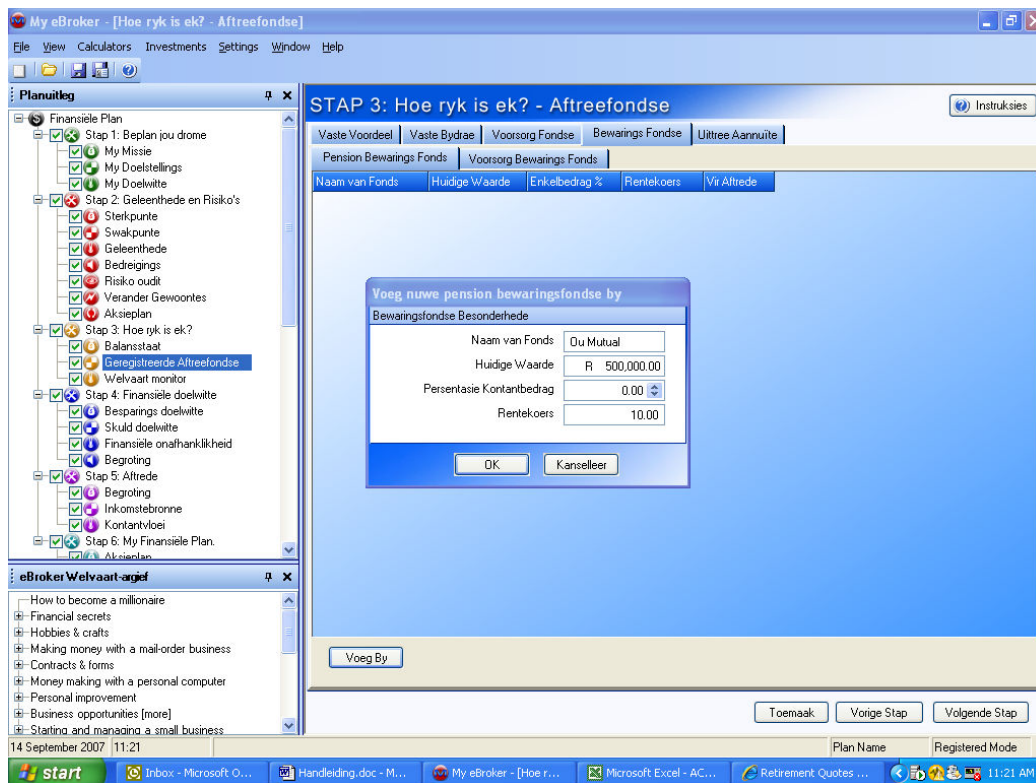 My eBroker - [Hoe ryk is ek? - Aftreefondse]
File View Calculators Investments Settings Window Help
Planuitleg
Finansiële Plan
Stap 1: Beplan jou drome
My Missie
My Doelstellings
My Doelwitte
Stap 2: Geleenthede en Risiko's
Sterkpunte
Swakpunte
Geleenthede
Bedreigings
Risiko oudit
Verander Gewoontes
Aksieplan
Stap 3: Hoe ryk is ek?
Balansstaat
Geregistreerde Aftreefondse
Welvaart monitor
Stap 4: Finansiële doelwitte
Besparings doelwitte
Skuld doelwitte
Finansiële onafhanklikheid
Begroting
Stap 5: Aftrede
Begroting
Inkomstebronne
Kontantvloei
Stap 6: My Finansiële Plan.
Aksieplan
eBroker Welvaart-argief
How to become a millionaire
Financial secrets
Hobbies & crafts
Making money with a mail-order business
Contracts & forms
Money making with a personal computer
Personal improvement
Business opportunities [more]
Starting and managing a small business
STAP 3: Hoe ryk is ek? - Aftreefondse
Instruksies
Vaste Voordeel Vaste Bydrae Voorsorg Fondse Bewarings Fondse Uittree Aannuïte
Pension Bewarings Fonds Voorsorg Bewarings Fonds
Naam van Fonds Huidige Waarde Enkelbedrag % Rentekoers Vir Aftrede
Voeg nuwe pension bewaringsfondse by
Bewaringsfondse Besonderhede
Naam van Fonds Ou Mutual
Huidige Waarde R 500,000.00
Persentasie Kontantbedrag 0.00
Rentekoers 10.00
OK Kanselleer
Voeg By
Toemaak Vorige Stap Volgende Stap
14 September 2007 11:21 Plan Name Registered Mode
start Inbox - Microsoft O... Handleiding.doc - M... My eBroker - [Hoe r... Microsoft Excel - AC... Retirement Quotes ... 11:21 AM